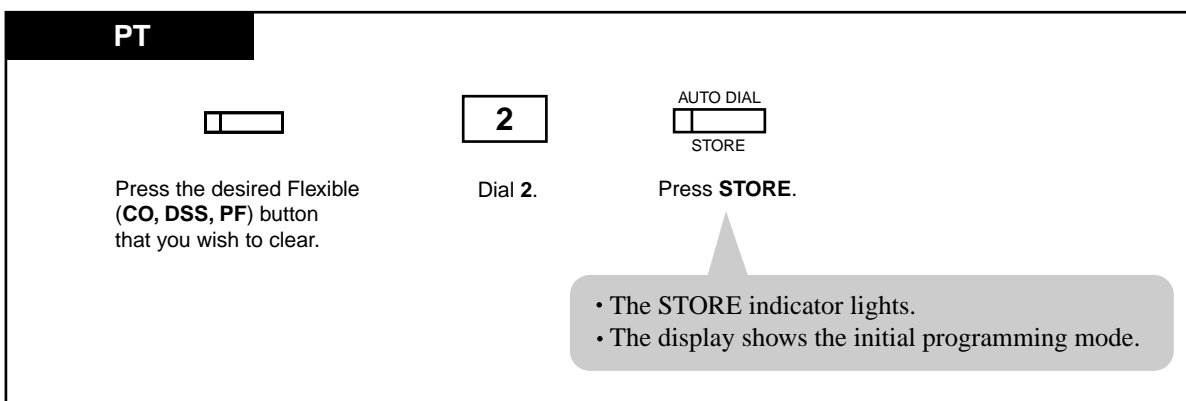 PT
2
AUTO DIAL
STORE
Press the desired Flexible
(CO, DSS, PF) button
that you wish to clear.
Dial 2.
Press STORE.
• The STORE indicator lights.
• The display shows the initial programming mode.